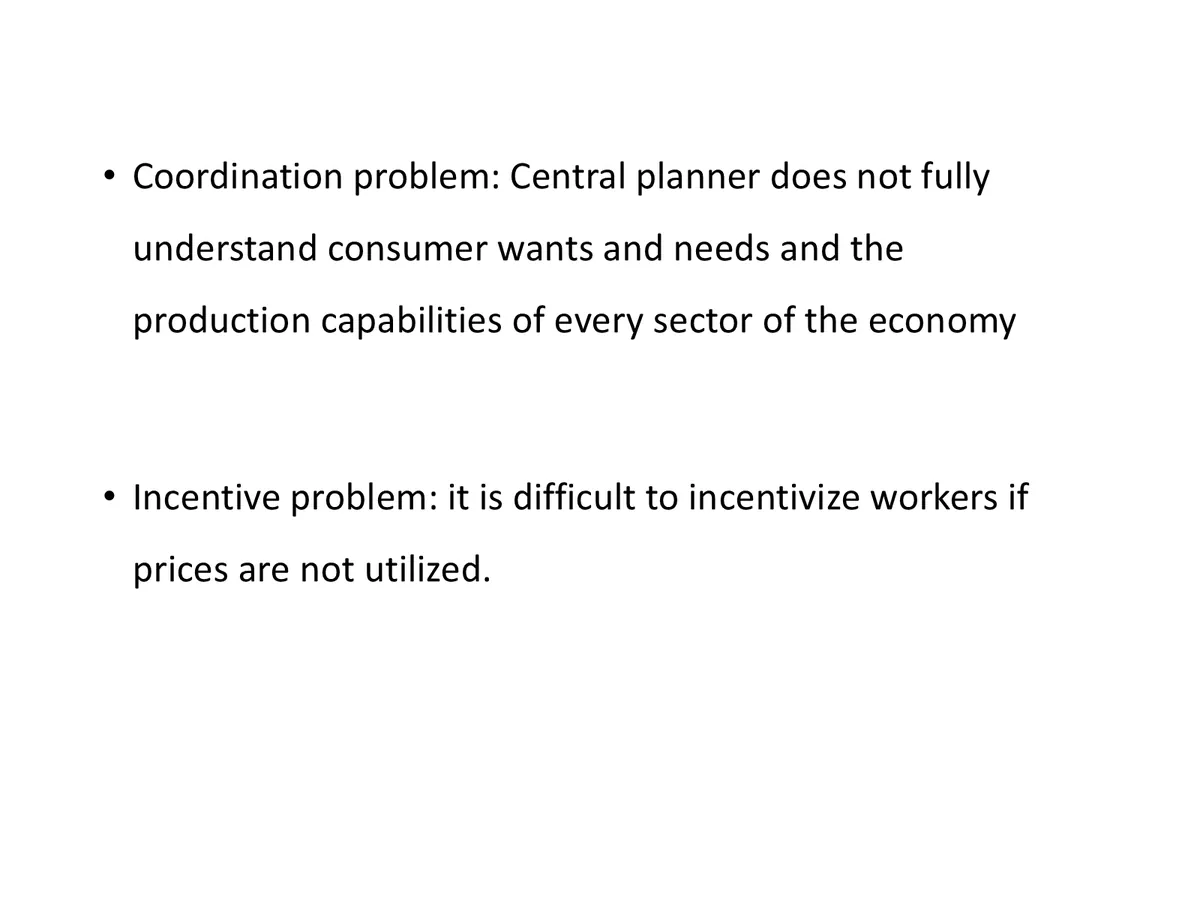 • Coordination problem: Central planner does not fully
understand consumer wants and needs and the
production capabilities of every sector of the economy
• Incentive problem: it is difficult to incentivize workers if
prices are not utilized.